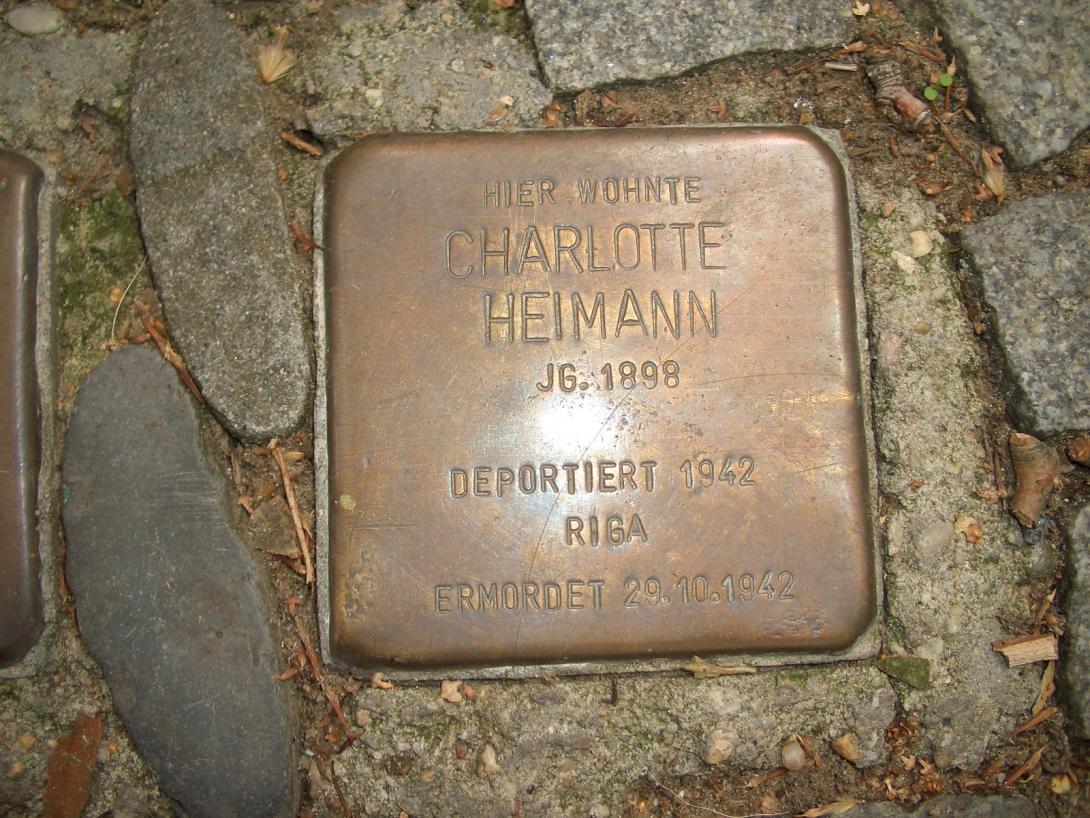 HIER WOHNTE
CHARLOTTE
HEIMANN
JG. 1898
DEPORTIERT 1942
RIGA
ERMORDET 29.10.1942